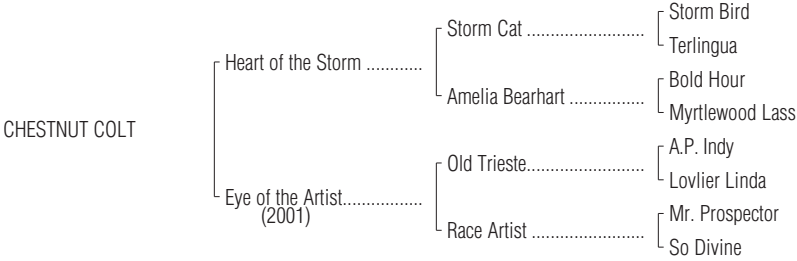 Storm Bird
Storm Cat ........................
Terlingua
Heart of the Storm ............
Bold Hour
Amelia Bearhart ................
Myrtlewood Lass
CHESTNUT COLT
A.P. Indy
Old Trieste.........................
Lovlier Linda
Eye of the Artist.................
(2001)
Mr. Prospector
Race Artist ........................
So Divine